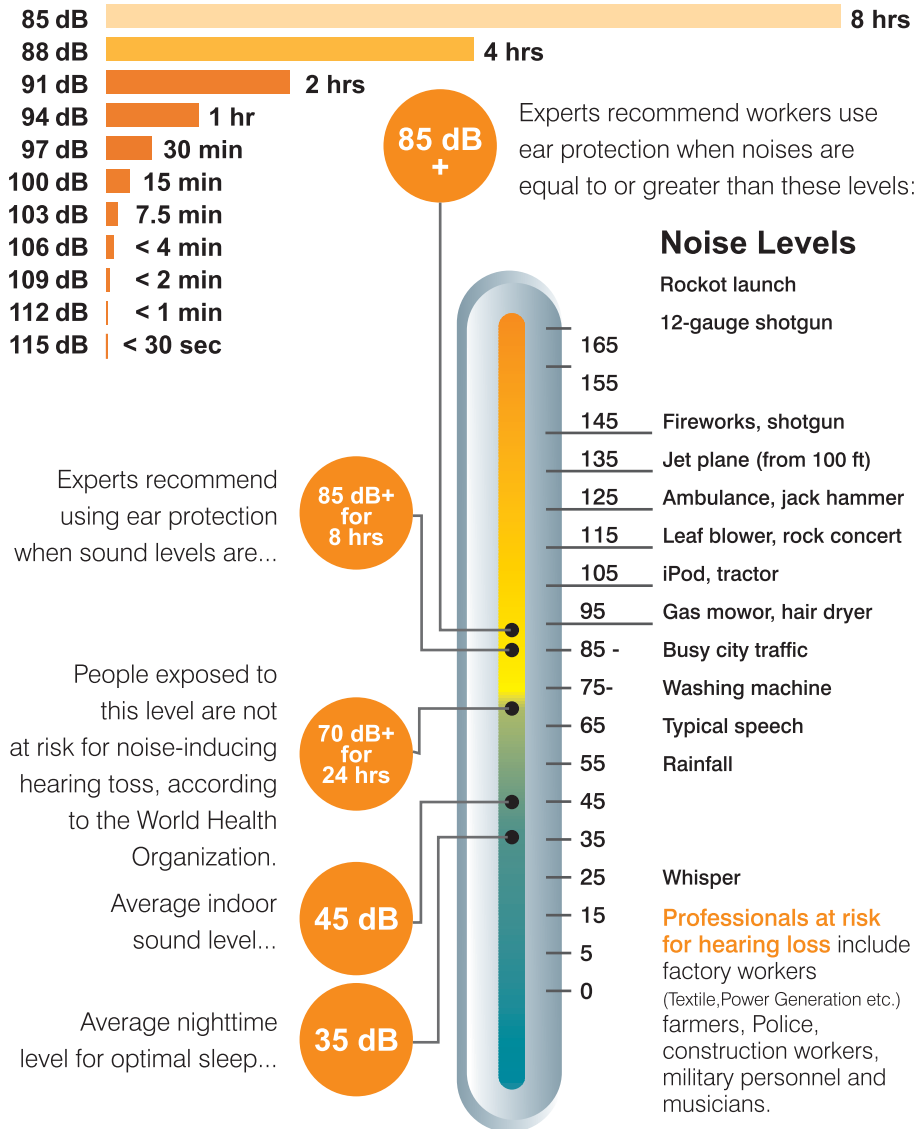 85 dB 8 hrs
88 dB 4 hrs
91 dB 2 hrs
94 dB 1 hr
97 dB 30 min
100 dB 15 min
103 dB 7.5 min
106 dB < 4 min
109 dB < 2 min
112 dB < 1 min
115 dB < 30 sec
85 dB
+
Experts recommend workers use
ear protection when noises are
equal to or greater than these levels:
Noise Levels
Rockot launch
12-gauge shotgun
165
155
145 Fireworks, shotgun
135 Jet plane (from 100 ft)
125 Ambulance, jack hammer
115 Leaf blower, rock concert
105 iPod, tractor
95 Gas mowor, hair dryer
85 - Busy city traffic
75- Washing machine
65 Typical speech
55 Rainfall
45
35
25 Whisper
15
5
0
Experts recommend
using ear protection
when sound levels are...
85 dB+
for
8 hrs
People exposed to
this level are not
at risk for noise-inducing
hearing toss, according
to the World Health
Organization.
70 dB+
for
24 hrs
Average indoor
sound level...
45 dB
Average nighttime
level for optimal sleep...
35 dB
Professionals at risk
for hearing loss include
factory workers
(Textile,Power Generation etc.)
farmers, Police,
construction workers,
military personnel and
musicians.